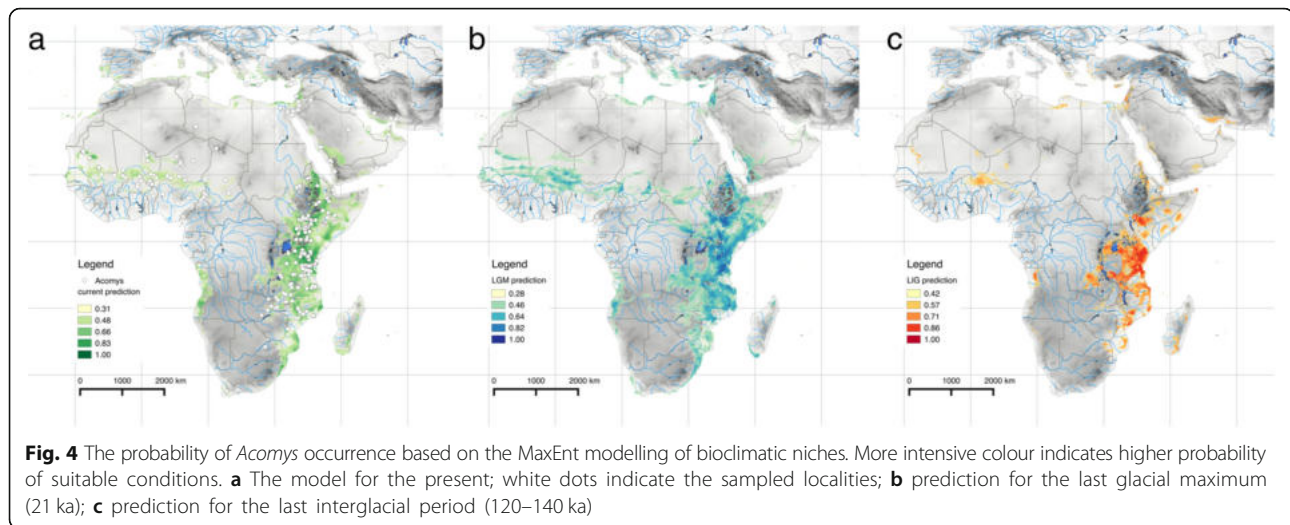 a
Legend
Acomys
current prediction
0.31
0.48
0.66
0.83
1.00
0 1000 2000 km
b
Legend
LGM prediction
0.28
0.46
0.64
0.82
1.00
0 1000 2000 km
c
Legend
LIG prediction
0.42
0.57
0.71
0.86
1.00
0 1000 2000 km
Fig. 4 The probability of Acomys occurrence based on the MaxEnt modelling of bioclimatic niches. More intensive colour indicates higher probability
of suitable conditions. a The model for the present; white dots indicate the sampled localities; b prediction for the last glacial maximum
(21 ka); c prediction for the last interglacial period (120–140 ka)